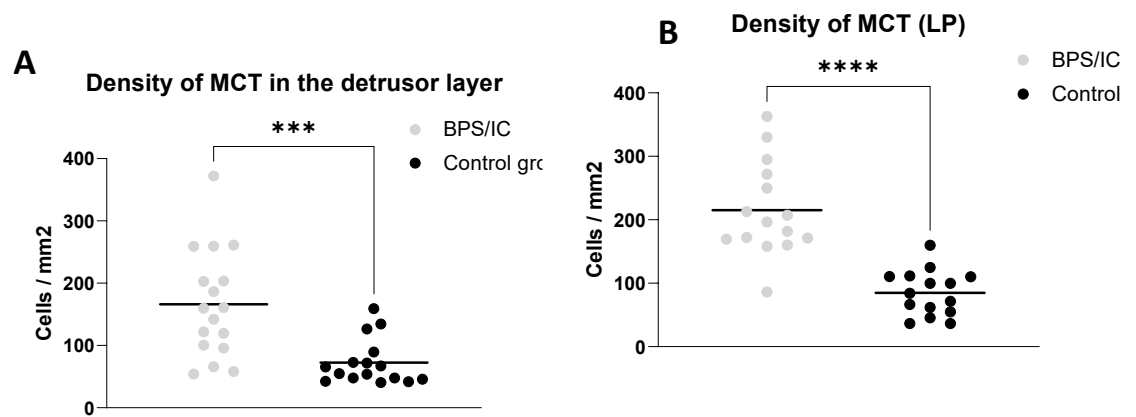 A
Density of MCT in the detrusor layer
***
BPS/IC
Control gro
Cells / mm2
400
300
200
100
0
B
Density of MCT (LP)
****
BPS/IC
Control
Cells / mm2
400
300
200
100
0